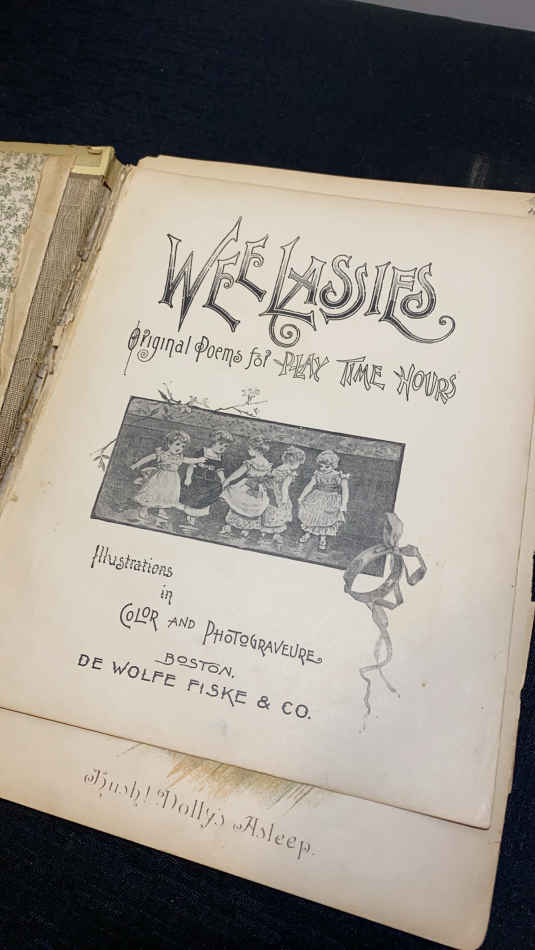 WEE LASSIES
Original Poems for PLAY TIME HOURS
Illustrations
in
COLOR AND PHOTOGRAVEURE
BOSTON.
DE WOLFE FISKE & CO.
Hush! Dolly's Asleep.